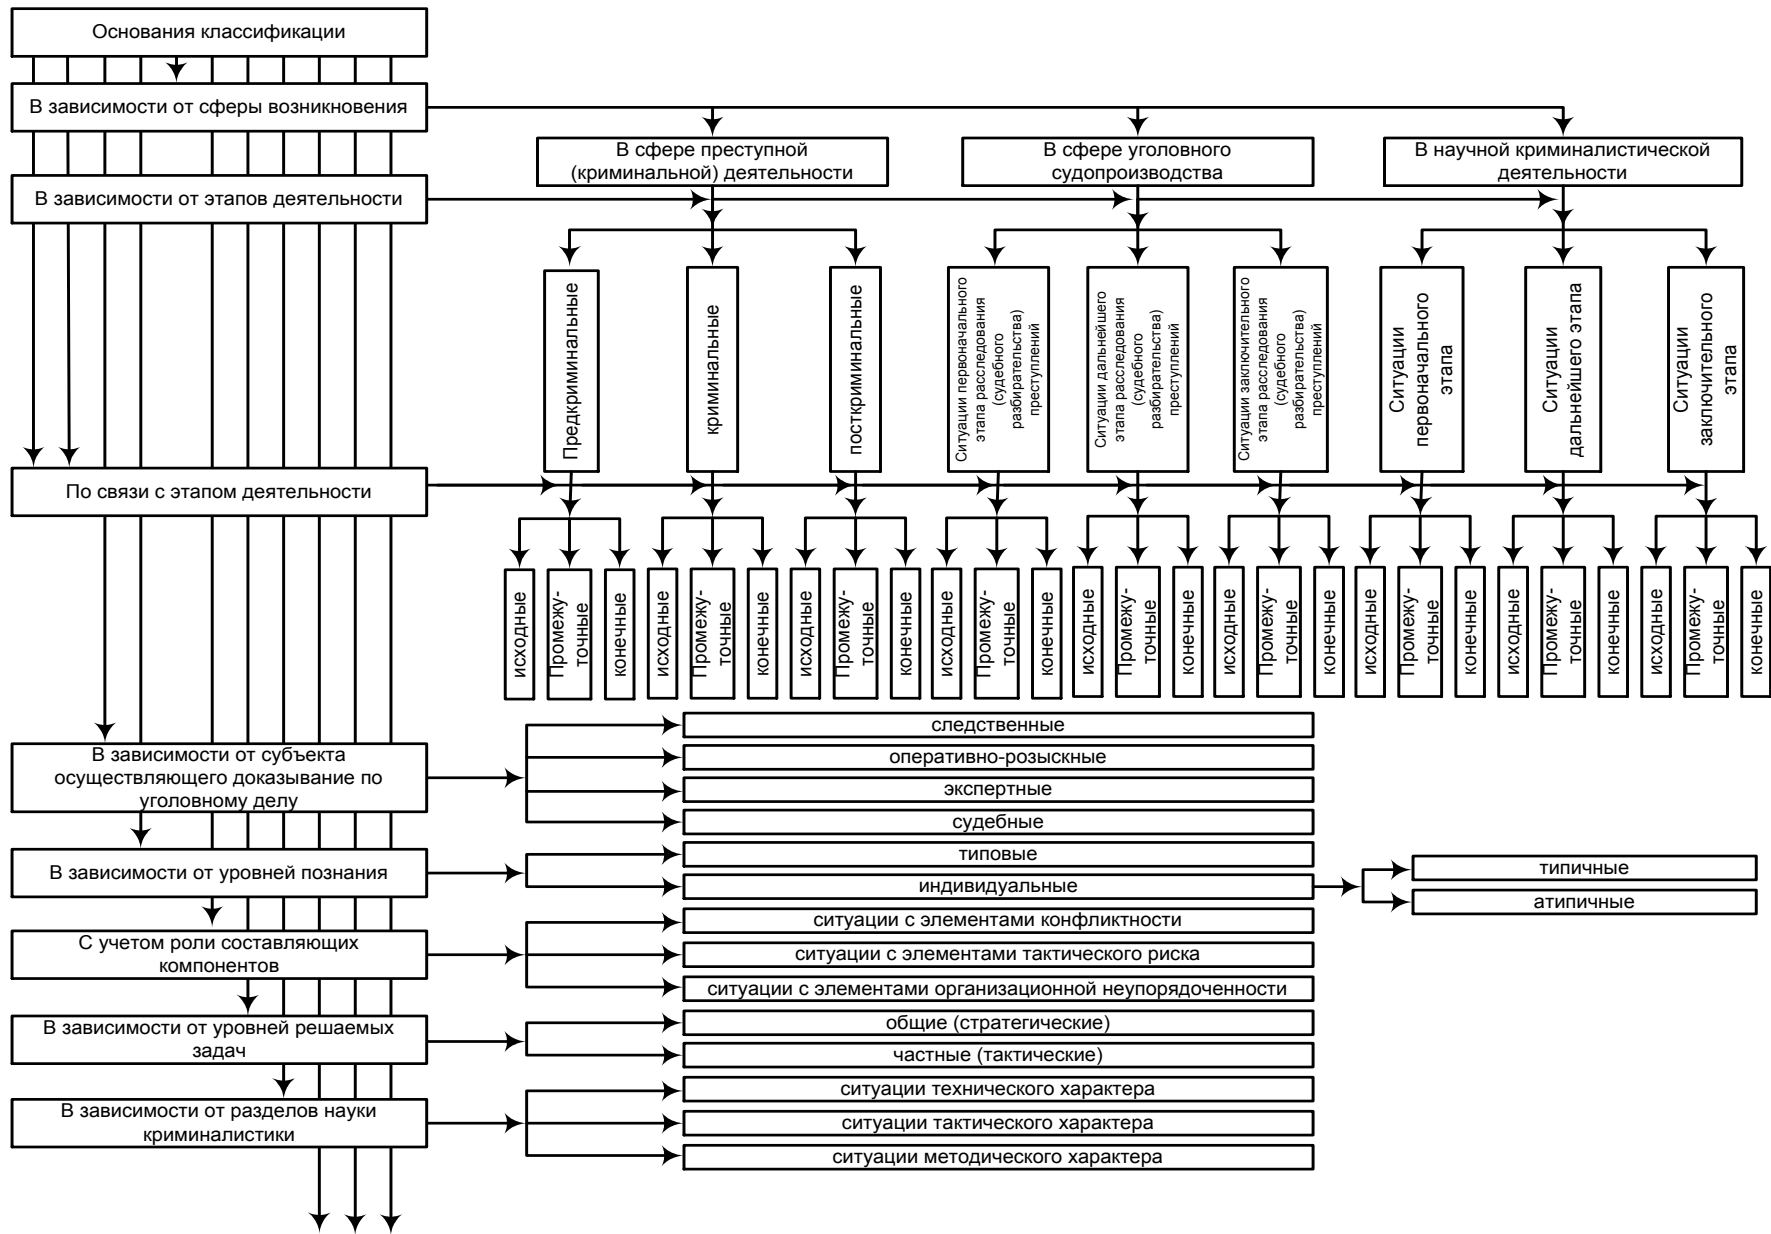 Основания классификации
В зависимости от сферы возникновения
В сфере преступной
(криминальной) деятельности
В сфере уголовного
судопроизводства
В научной криминалистической
деятельности
В зависимости от этапов деятельности
Предкриминальные
криминальные
посткриминальные
Ситуации первоначального
этапа расследования
(судебного
разбирательства)
преступлений
Ситуации дальнейшего
этапа расследования
(судебного
разбирательства)
преступлений
Ситуации заключительного
этапа расследования
(судебного
разбирательства)
преступлений
Ситуации
первоначального
этапа
Ситуации
дальнейшего этапа
Ситуации
заключительного
этапа
По связи с этапом деятельности
исходные
Промежу-
точные
конечные
исходные
Промежу-
точные
конечные
исходные
Промежу-
точные
конечные
исходные
Промежу-
точные
конечные
исходные
Промежу-
точные
конечные
исходные
Промежу-
точные
конечные
исходные
Промежу-
точные
конечные
исходные
Промежу-
точные
конечные
исходные
Промежу-
точные
конечные
В зависимости от субъекта
осуществляющего доказывание по
уголовному делу
следственные
оперативно-розыскные
экспертные
судебные
В зависимости от уровней познания
типовые
индивидуальные
типичные
атипичные
С учетом роли составляющих
компонентов
ситуации с элементами конфликтности
ситуации с элементами тактического риска
ситуации с элементами организационной неупорядоченности
В зависимости от уровней решаемых
задач
общие (стратегические)
частные (тактические)
В зависимости от разделов науки
криминалистики
ситуации технического характера
ситуации тактического характера
ситуации методического характера